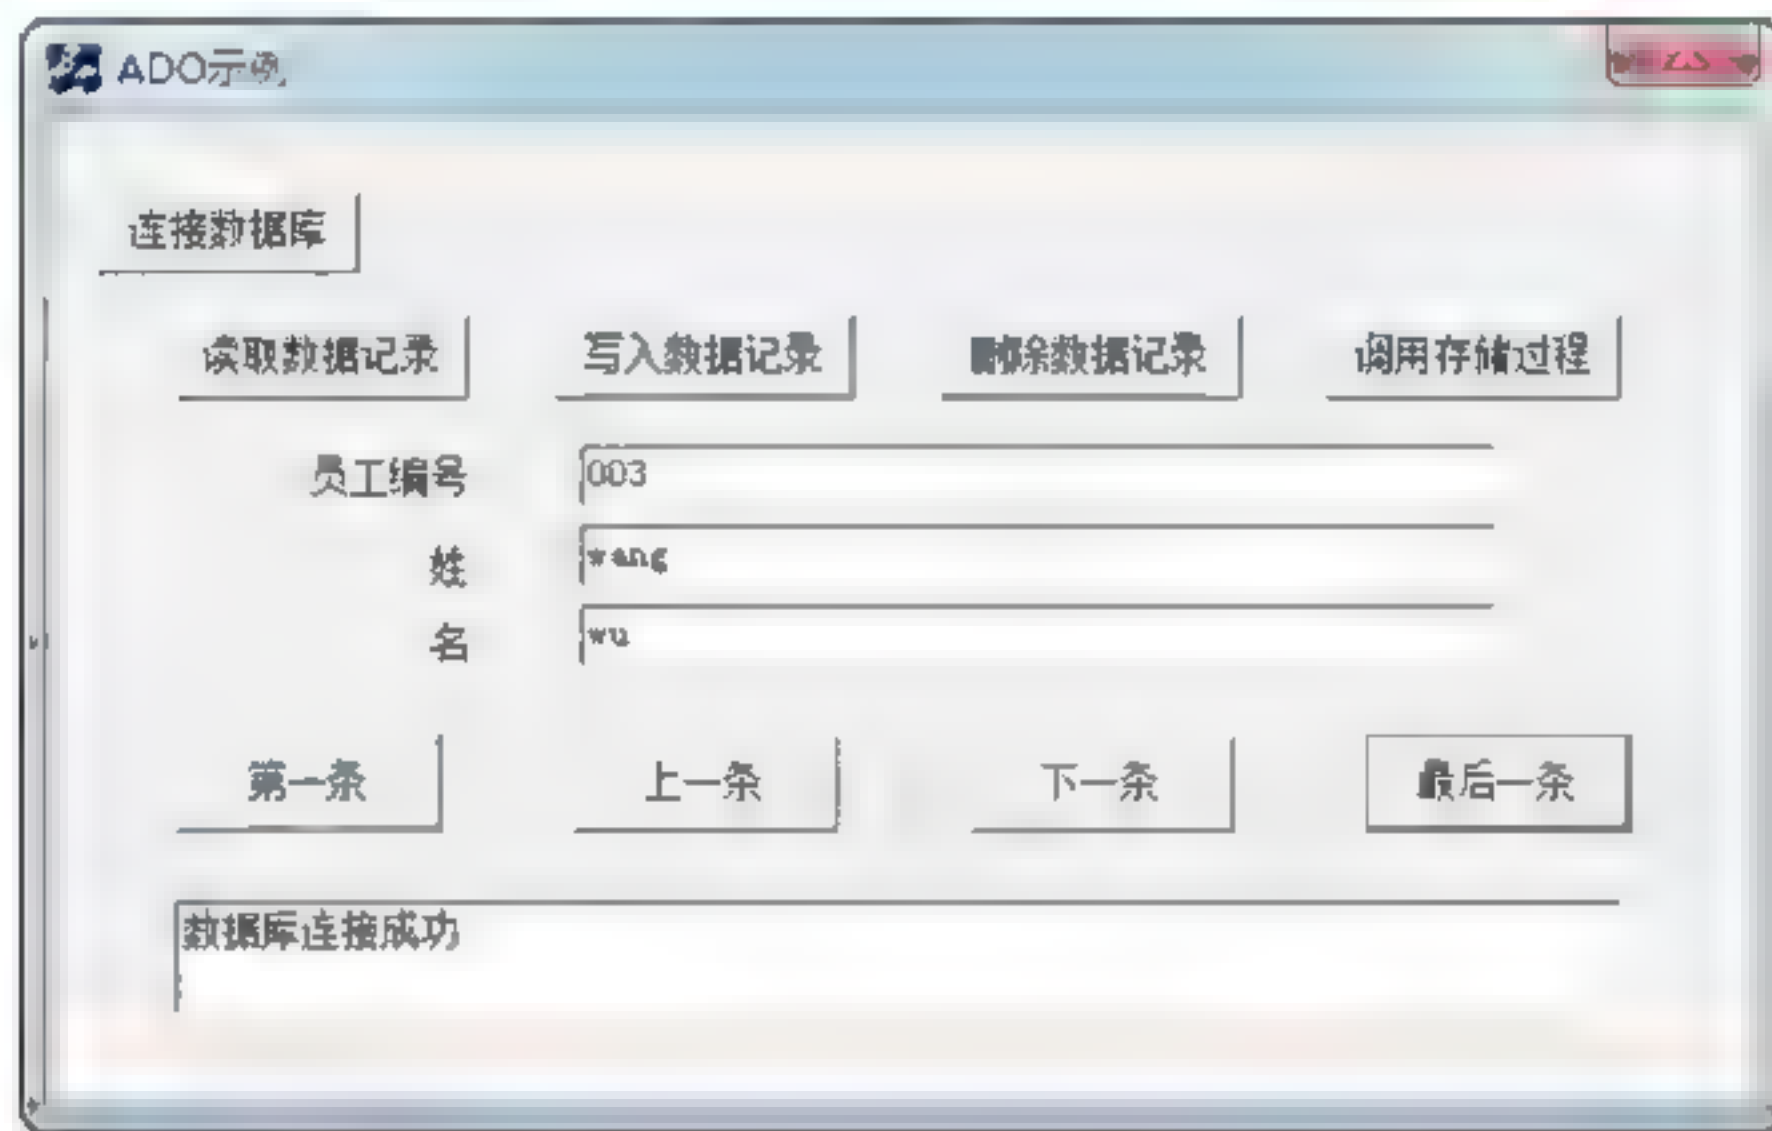 ADO示例
连接数据库
读取数据记录 写入数据记录 删除数据记录 调用存储过程
员工编号 003
姓 wang
名 wu
第一条 上一条 下一条 最后一条
数据库连接成功